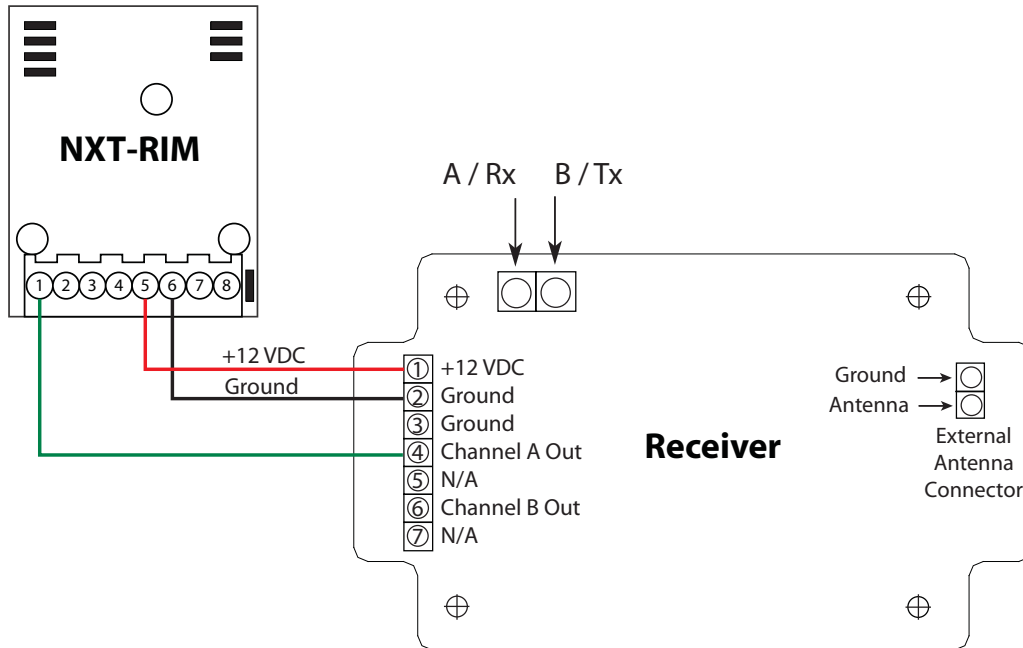 NXT-RIM
1 2 3 4 5 6 7 8
A / Rx B / Tx
+12 VDC
Ground
1 +12 VDC
2 Ground
3 Ground
4 Channel A Out
5 N/A
6 Channel B Out
7 N/A
Receiver
Ground
Antenna
External
Antenna
Connector